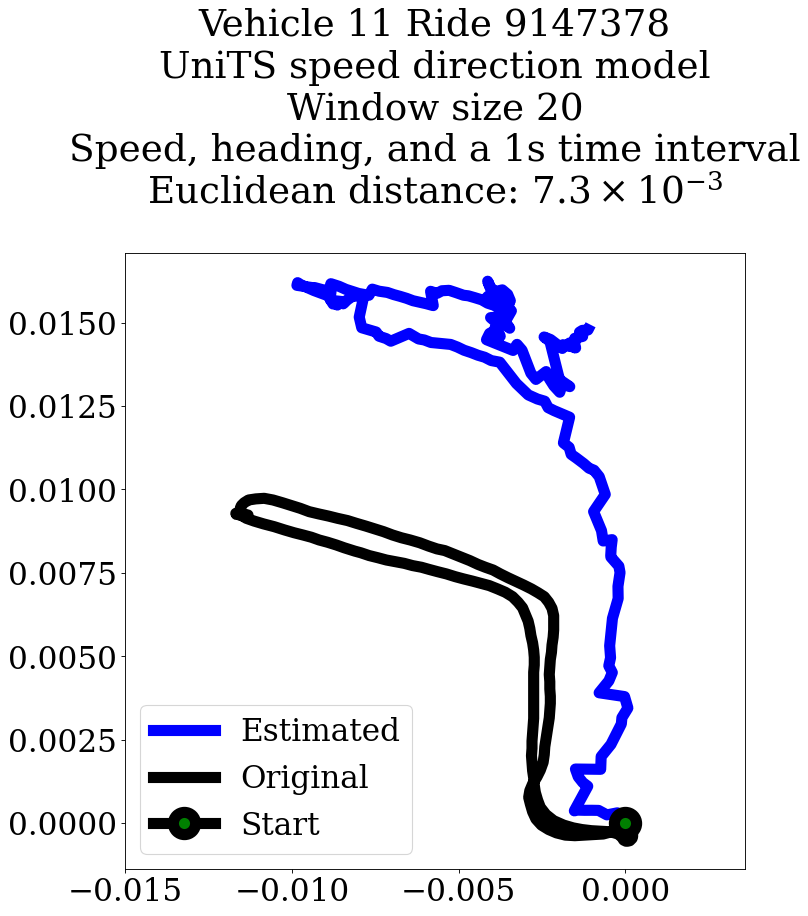 Vehicle 11 Ride 9147378
UniTS speed direction model
Window size 20
Speed, heading, and a 1s time interval
Euclidean distance: 7.3 × 10⁻³
0.0150
0.0125
0.0100
0.0075
0.0050
0.0025
0.0000
Estimated
Original
Start
−0.015 −0.010 −0.005 0.000